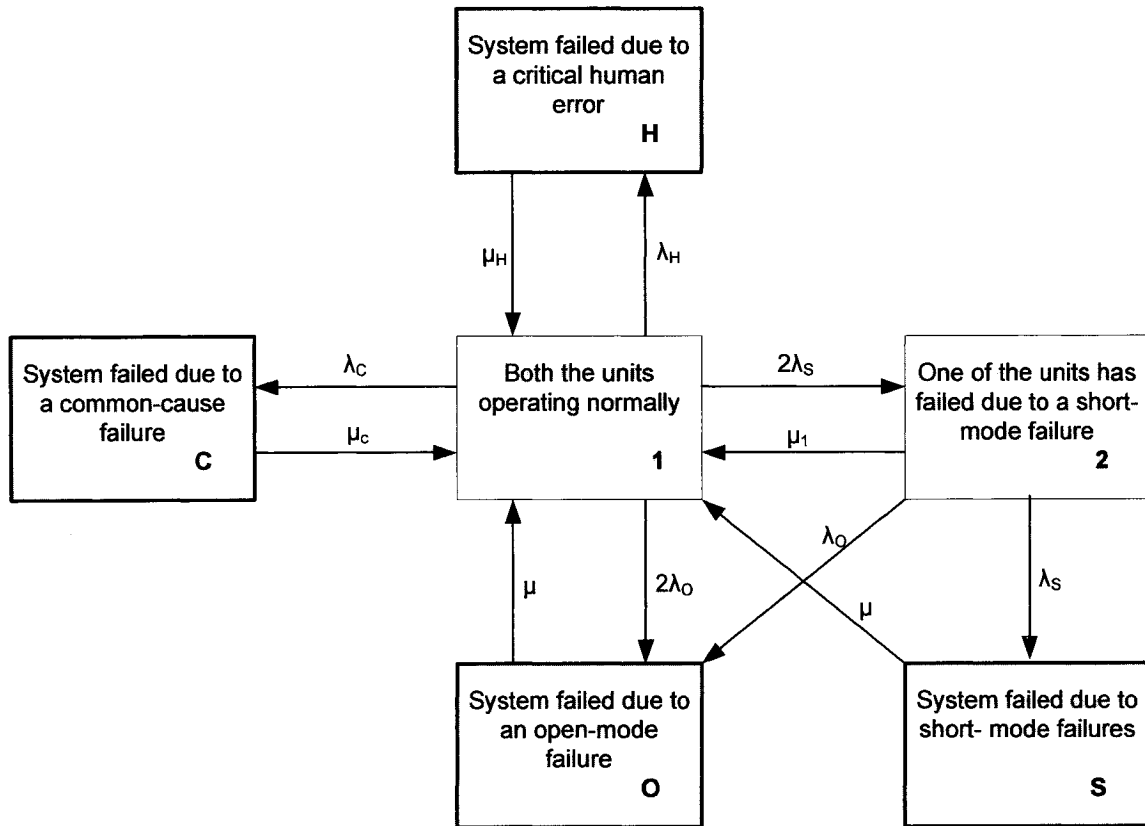 System failed due to
a critical human
error
H
μH
λH
System failed due to
a common-cause
failure
C
λC
μc
Both the units
operating normally
1
2λS
μ1
One of the units has
failed due to a short-
mode failure
2
μ
2λO
λO
μ
λS
System failed due to
an open-mode
failure
O
System failed due to
short- mode failures
S